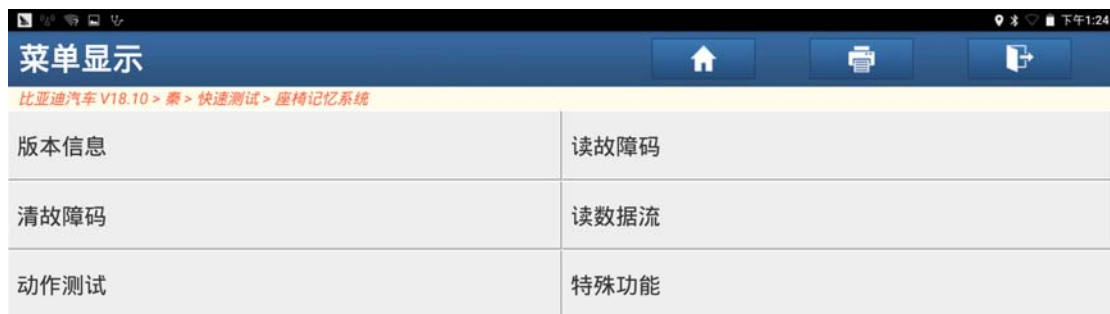 下午1:24
菜单显示
比亚迪汽车 V18.10 > 秦 > 快速测试 > 座椅记忆系统
版本信息
读故障码
清故障码
读数据流
动作测试
特殊功能